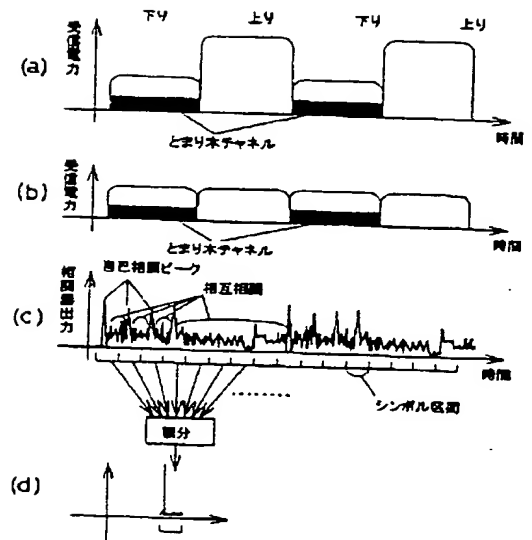 下り 上り 下り 上り
(a)
受信電力
とまり木チャネル
時間
(b)
受信電力
とまり木チャネル
時間
(c)
相関器出力
自己相関ピーク
相互相関
時間
シンボル区間
積分
(d)